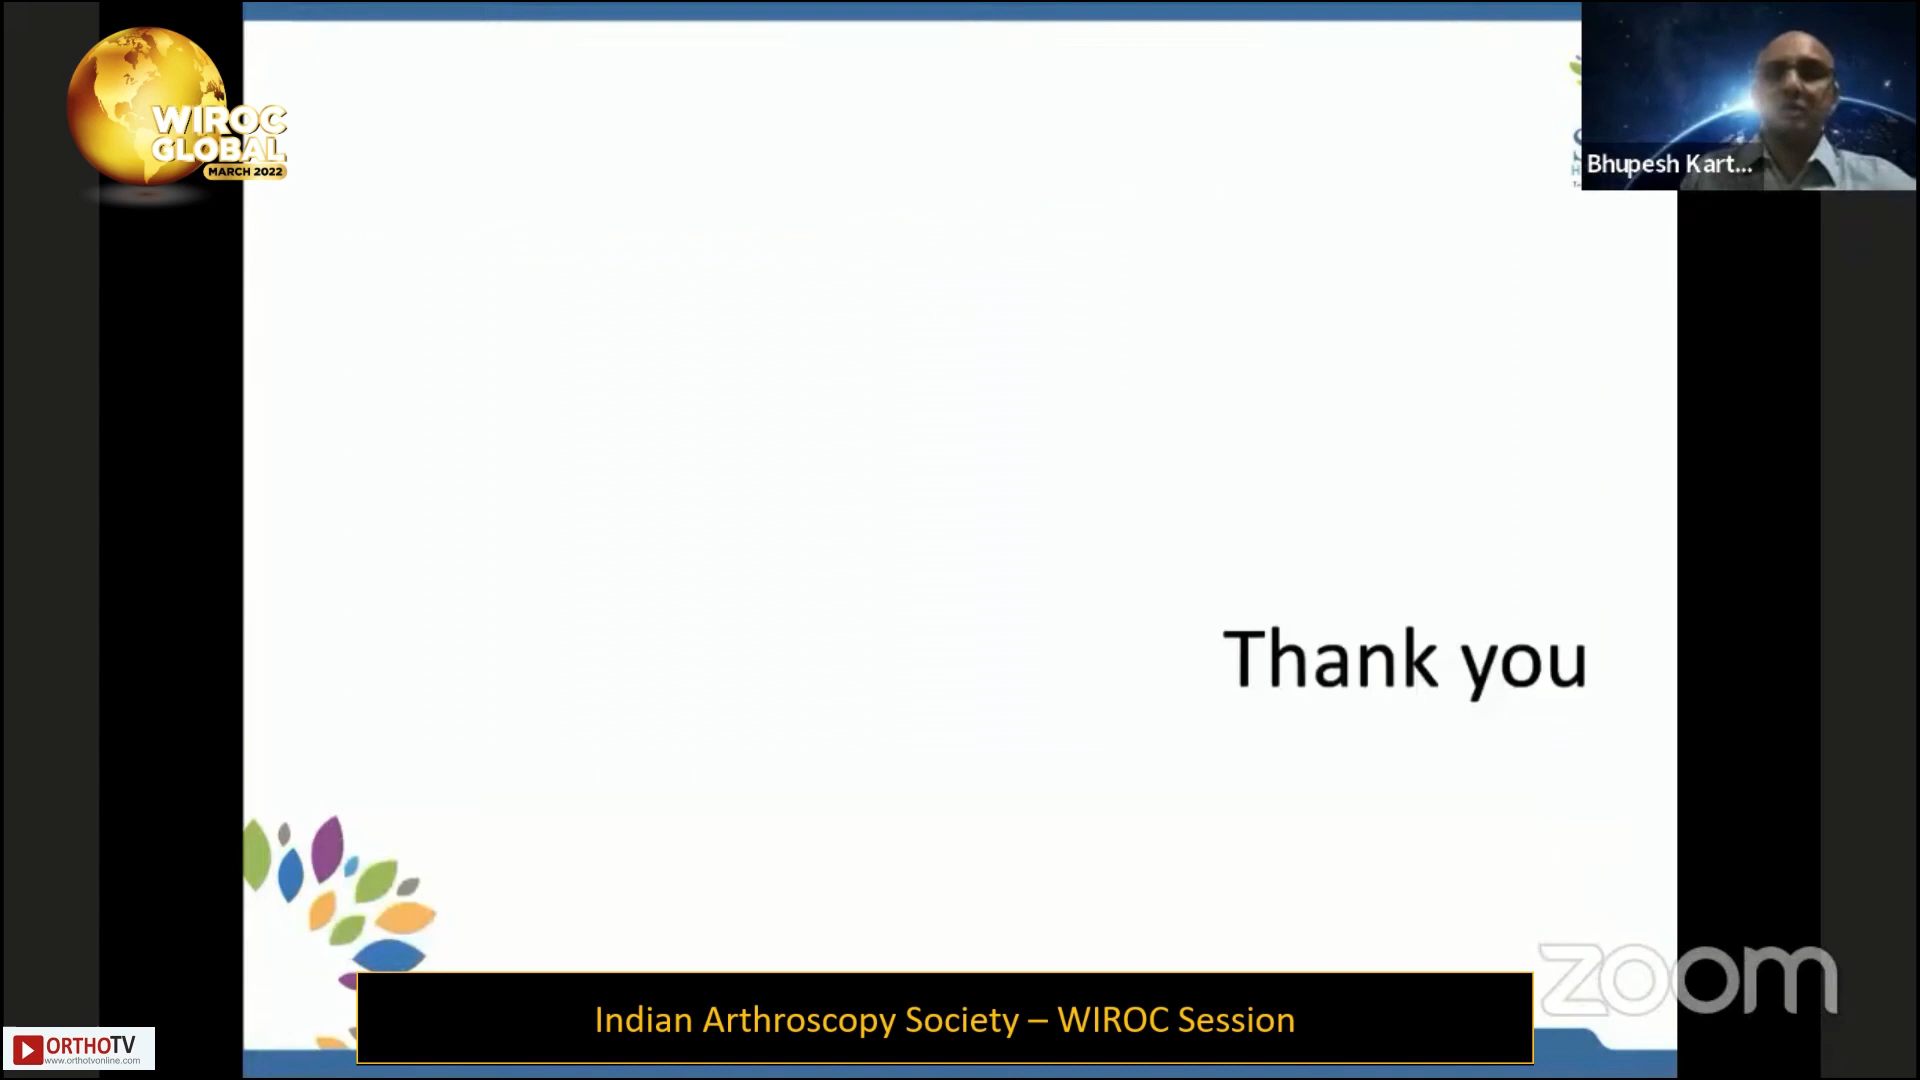 WIROC
GLOBAL
MARCH 2022
Bhupesh Kart...
Thank you
zoom
Indian Arthroscopy Society – WIROC Session
ORTHOTV
www.orthotvonline.com